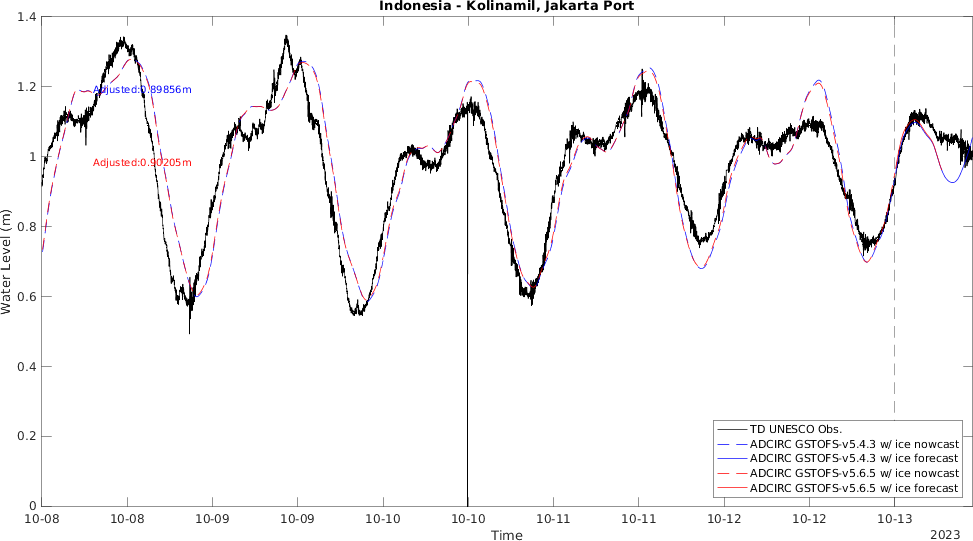 Indonesia - Kolinamil, Jakarta Port
1.4
1.2
1
0.8
0.6
0.4
0.2
0
Water Level (m)
Adjusted:0.89856m
Adjusted:0.90205m
TD UNESCO Obs.
ADCIRC GSTOFS-v5.4.3 w/ ice nowcast
ADCIRC GSTOFS-v5.4.3 w/ ice forecast
ADCIRC GSTOFS-v5.6.5 w/ ice nowcast
ADCIRC GSTOFS-v5.6.5 w/ ice forecast
10-08 10-08 10-09 10-09 10-10 10-10 10-11 10-11 10-12 10-12 10-13
Time
2023